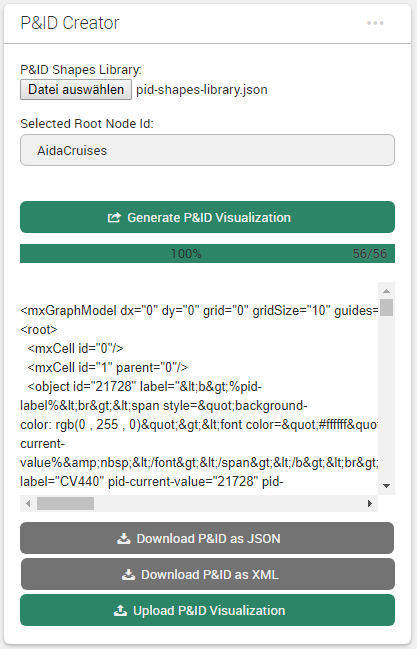 P&ID Creator
P&ID Shapes Library:
Datei auswählen pid-shapes-library.json
Selected Root Node Id:
AidaCruises
Generate P&ID Visualization
100% 56/56
<mxGraphModel dx="0" dy="0" grid="0" gridSize="10" guides=
<root>
<mxCell id="0"/>
<mxCell id="1" parent="0"/>
<object id="21728" label="&lt;b&gt;%pid-
label%&lt;br&gt;&lt;span style=&quot;background-
color: rgb(0 , 255 , 0)&quot;&gt;&lt;font color=&quot;#ffffff&quot
current-
value%&amp;nbsp;&lt;/font&gt;&lt;/span&gt;&lt;/b&gt;&lt;br&gt;
label="CV440" pid-current-value="21728" pid-
Download P&ID as JSON
Download P&ID as XML
Upload P&ID Visualization